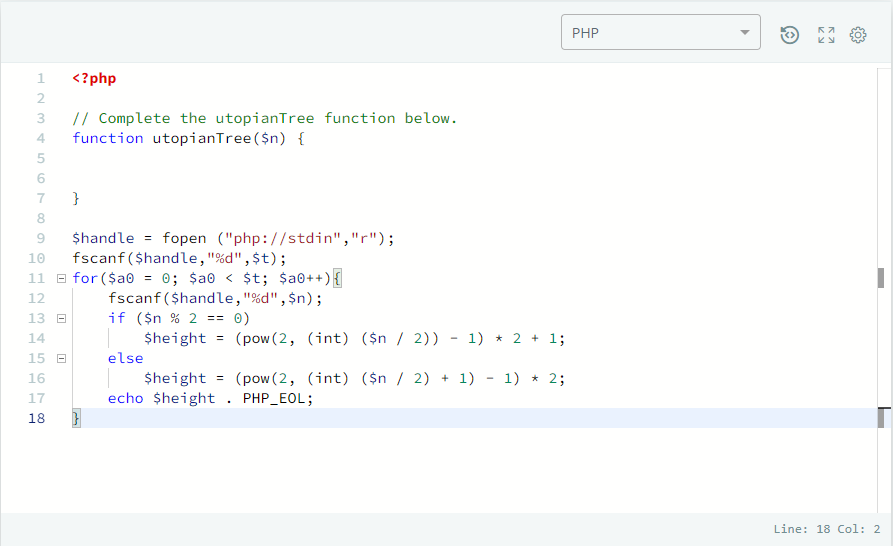 PHP
1 <?php
2
3 // Complete the utopianTree function below.
4 function utopianTree($n) {
5
6
7 }
8
9 $handle = fopen ("php://stdin","r");
10 fscanf($handle,"%d",$t);
11 for($a0 = 0; $a0 < $t; $a0++){
12     fscanf($handle,"%d",$n);
13     if ($n % 2 == 0)
14         $height = (pow(2, (int) ($n / 2)) - 1) * 2 + 1;
15     else
16         $height = (pow(2, (int) ($n / 2) + 1) - 1) * 2;
17     echo $height . PHP_EOL;
18 }
Line: 18 Col: 2